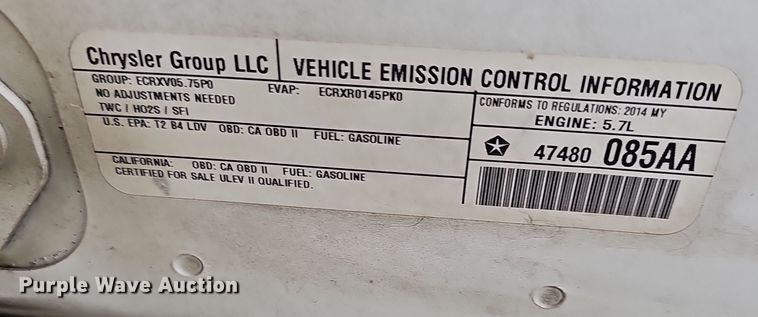 Chrysler Group LLC
VEHICLE EMISSION CONTROL INFORMATION
GROUP: ECRXV05.75P0
EVAP: ECRXR0145PK0
NO ADJUSTMENTS NEEDED
TWC / HO2S / SFI
U.S. EPA: T2 B4 LDV OBD: CA OBD II FUEL: GASOLINE
CALIFORNIA: OBD: CA OBD II FUEL: GASOLINE
CERTIFIED FOR SALE ULEV II QUALIFIED.
CONFORMS TO REGULATIONS: 2014 MY
ENGINE: 5.7L
47480 085AA
Purple Wave Auction